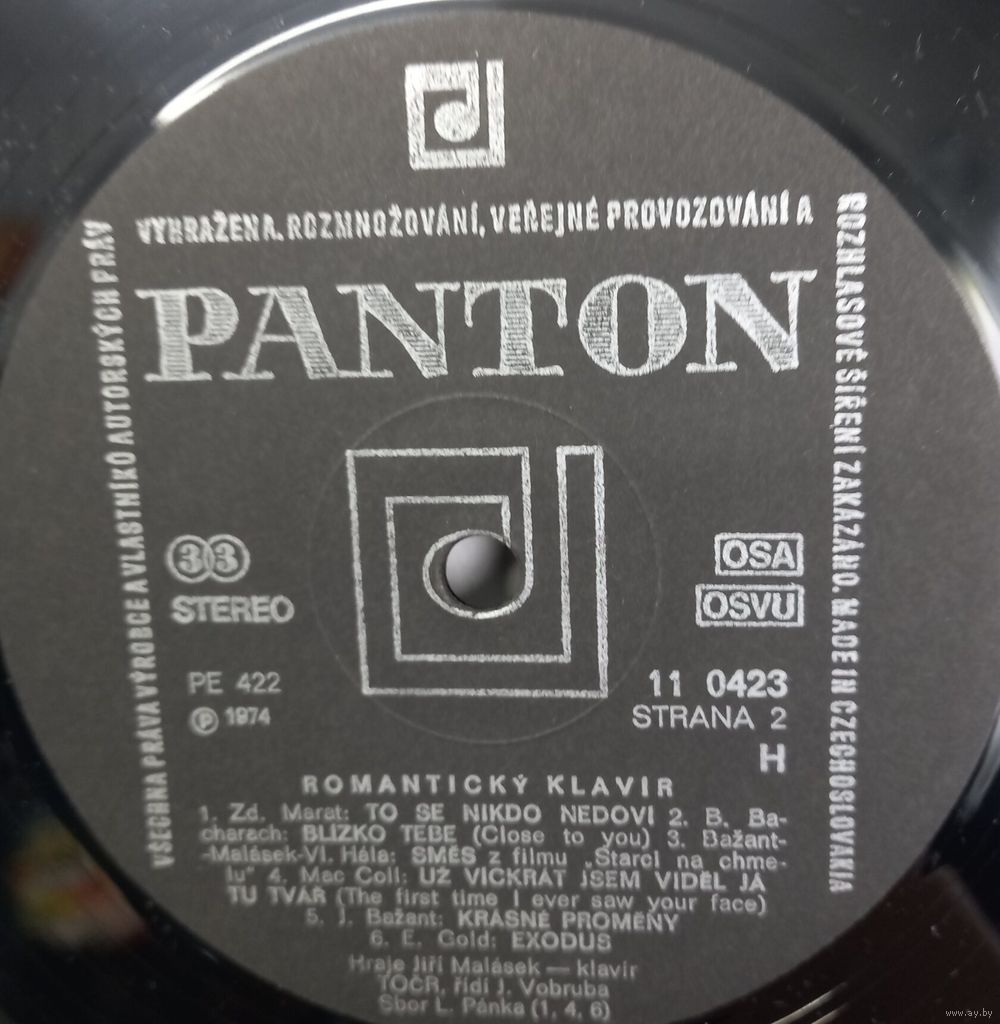 VŠECHNA PRÁVA VÝROBCE A VLASTNÍKŮ AUTORSKÝCH PRÁV
VYHRAŽENA. ROZMNOŽOVÁNÍ, VEŘEJNÉ PROVOZOVÁNÍ A
ROZHLASOVÉ ŠÍŘENÍ ZAKÁZÁNO. MADE IN CZECHOSLOVAKIA
PANTON
33
STEREO
OSA
OSVU
PE 422
Ⓟ 1974
11 0423
STRANA 2
H
ROMANTICKÝ KLAVÍR
1. Zd. Marat: TO SE NIKDO NEDOVÍ 2. B. Ba-
charach: BLÍZKO TEBE (Close to you) 3. Bažant-
-Malásek-Vl. Hála: SMĚS z filmu „Starci na chme-
lu" 4. Mac Coll: UŽ VÍCKRÁT JSEM VIDĚL JÁ
TU TVÁŘ (The first time I ever saw your face)
5. J. Bažant: KRÁSNÉ PROMĚNY
6. E. Gold: EXODUS
Hraje Jiří Malásek — klavír
TOČR, řídí J. Vobruba
Sbor L. Pánka (1, 4, 6)
www.ay.by